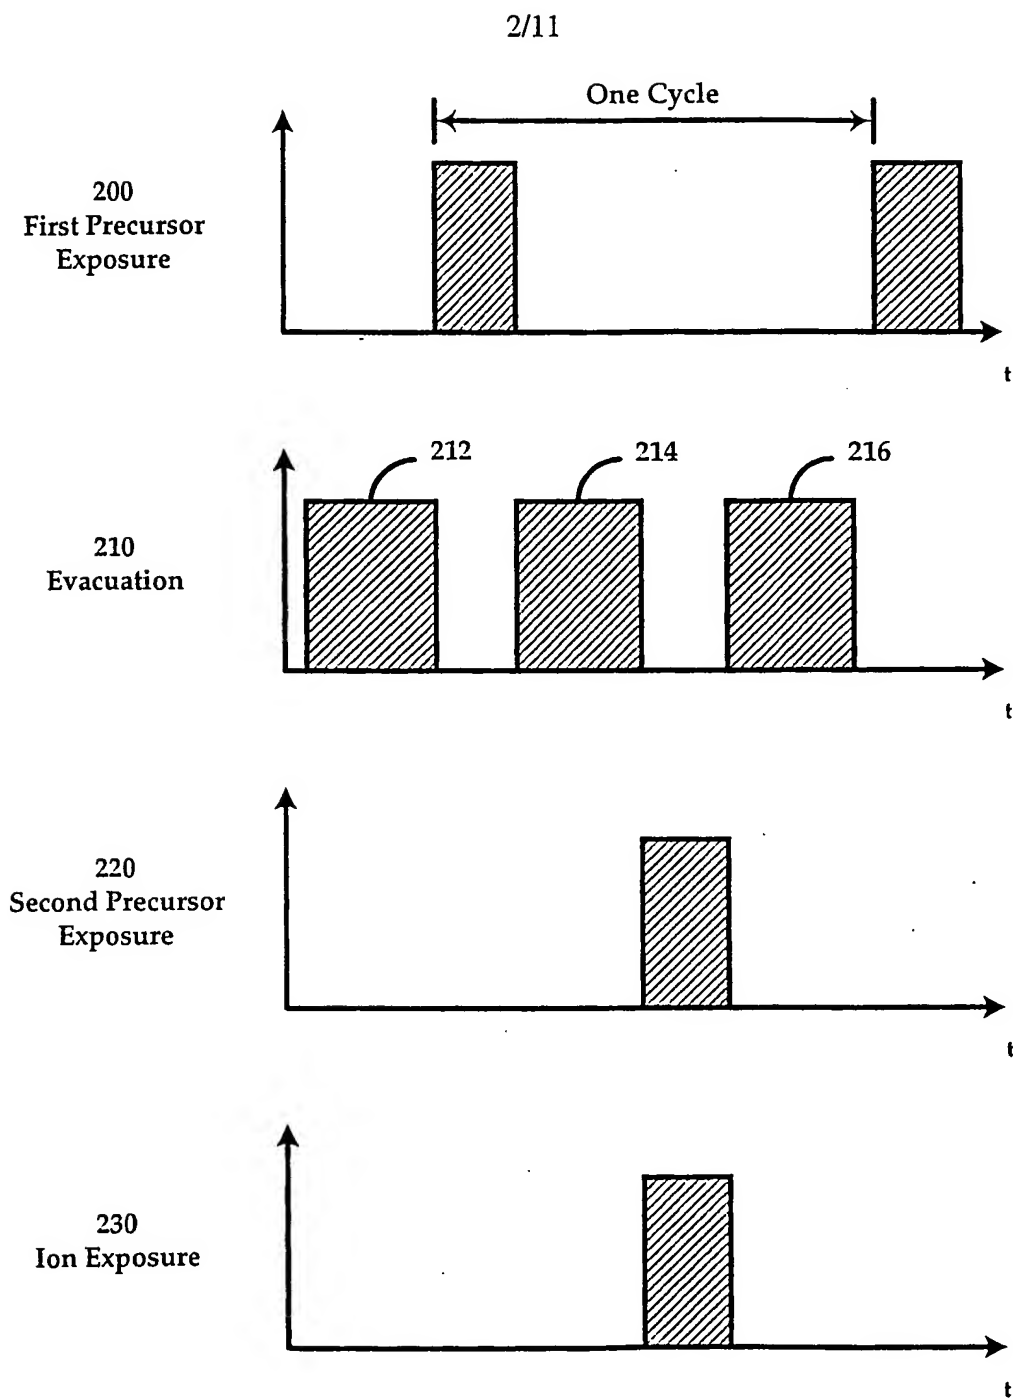 2/11
One Cycle
200
First Precursor
Exposure
t
212
214
216
210
Evacuation
t
220
Second Precursor
Exposure
t
230
Ion Exposure
t